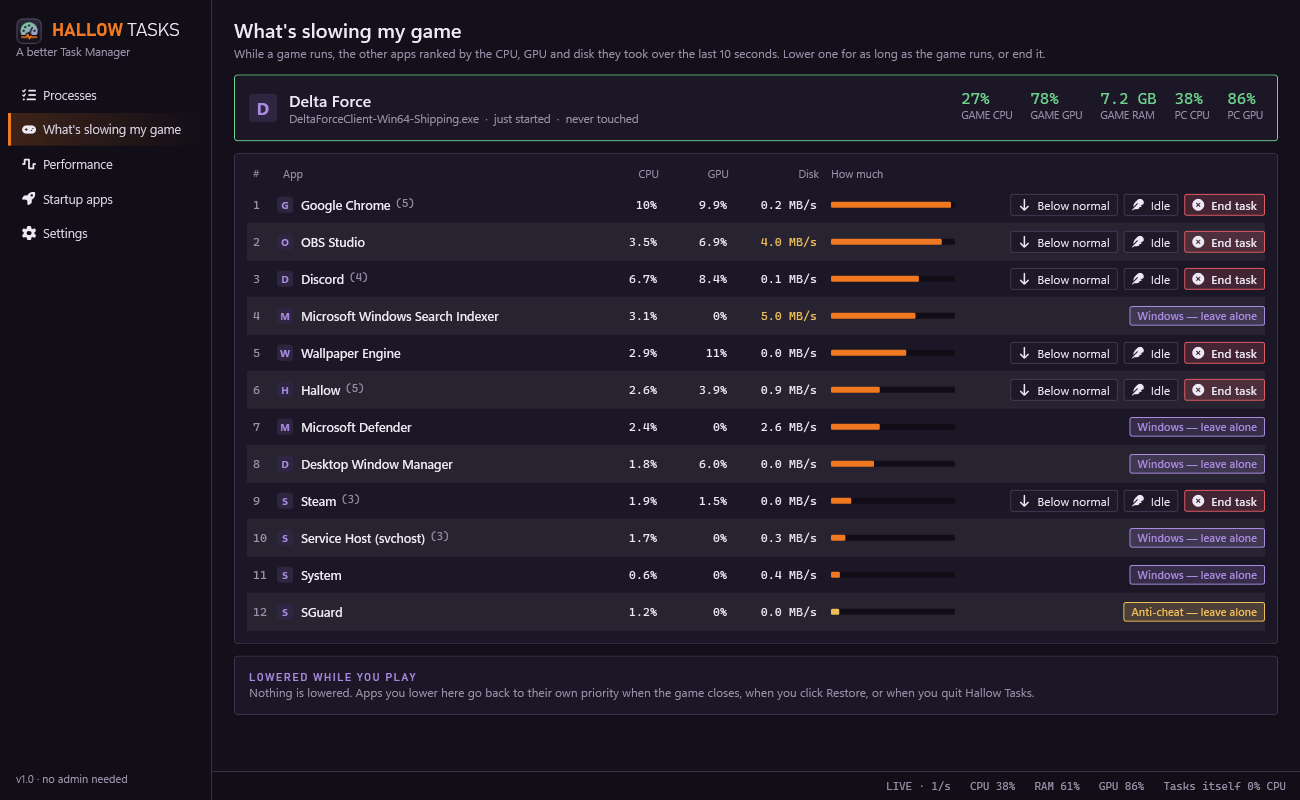 HALLOW TASKS
A better Task Manager
Processes
What's slowing my game
Performance
Startup apps
Settings
v1.0 · no admin needed
What's slowing my game
While a game runs, the other apps ranked by the CPU, GPU and disk they took over the last 10 seconds. Lower one for as long as the game runs, or end it.
D
Delta Force
DeltaForceClient-Win64-Shipping.exe · just started · never touched
27% 78% 7.2 GB 38% 86%
GAME CPU GAME GPU GAME RAM PC CPU PC GPU
# App CPU GPU Disk How much
1 G Google Chrome (5) 10% 9.9% 0.2 MB/s Below normal Idle End task
2 O OBS Studio 3.5% 6.9% 4.0 MB/s Below normal Idle End task
3 D Discord (4) 6.7% 8.4% 0.1 MB/s Below normal Idle End task
4 M Microsoft Windows Search Indexer 3.1% 0% 5.0 MB/s Windows — leave alone
5 W Wallpaper Engine 2.9% 11% 0.0 MB/s Below normal Idle End task
6 H Hallow (5) 2.6% 3.9% 0.9 MB/s Below normal Idle End task
7 M Microsoft Defender 2.4% 0% 2.6 MB/s Windows — leave alone
8 D Desktop Window Manager 1.8% 6.0% 0.0 MB/s Windows — leave alone
9 S Steam (3) 1.9% 1.5% 0.0 MB/s Below normal Idle End task
10 S Service Host (svchost) (3) 1.7% 0% 0.3 MB/s Windows — leave alone
11 S System 0.6% 0% 0.4 MB/s Windows — leave alone
12 S SGuard 1.2% 0% 0.0 MB/s Anti-cheat — leave alone
LOWERED WHILE YOU PLAY
Nothing is lowered. Apps you lower here go back to their own priority when the game closes, when you click Restore, or when you quit Hallow Tasks.
LIVE · 1/s CPU 38% RAM 61% GPU 86% Tasks itself 0% CPU